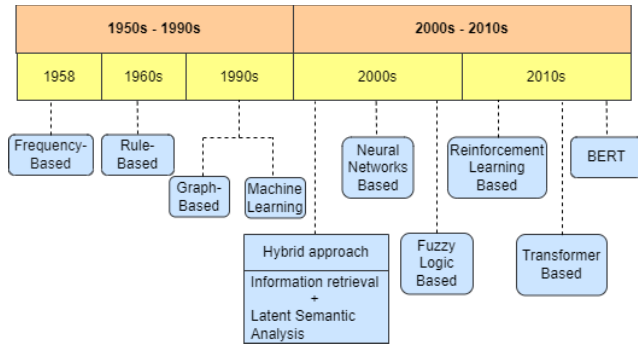 1950s - 1990s
2000s - 2010s
1958
1960s
1990s
2000s
2010s
Frequency-
Based
Rule-
Based
Graph-
Based
Machine
Learning
Neural
Networks
Based
Reinforcement
Learning
Based
BERT
Hybrid approach
Information retrieval
+
Latent Semantic
Analysis
Fuzzy
Logic
Based
Transformer
Based